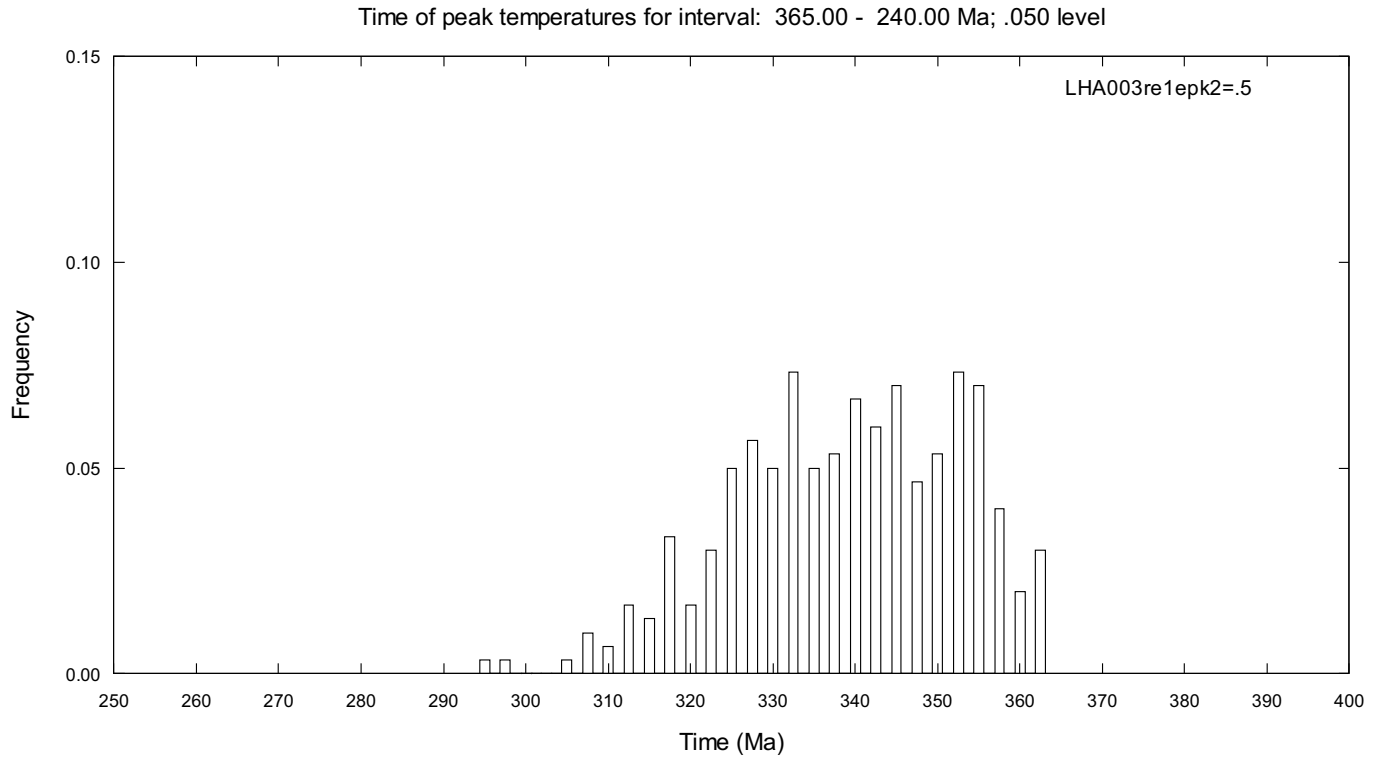 Time of peak temperatures for interval:  365.00 -  240.00 Ma; .050 level
0.15
LHA003re1epk2=.5
0.10
Frequency
0.05
0.00
250 260 270 280 290 300 310 320 330 340 350 360 370 380 390 400
Time (Ma)